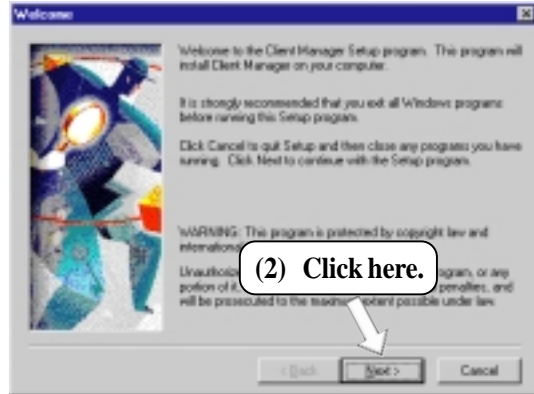 Welcome
Welcome to the Client Manager Setup program. This program will
install Client Manager on your computer.
It is strongly recommended that you exit all Windows programs
before running this Setup program.
Click Cancel to quit Setup and then close any programs you have
running. Click Next to continue with the Setup program.
WARNING: This program is protected by copyright law and
international
Unauthorized
(2) Click here.
program, or any
portion of it, penalties, and
will be prosecuted to the maximum extent possible under law.
< Back
Next >
Cancel